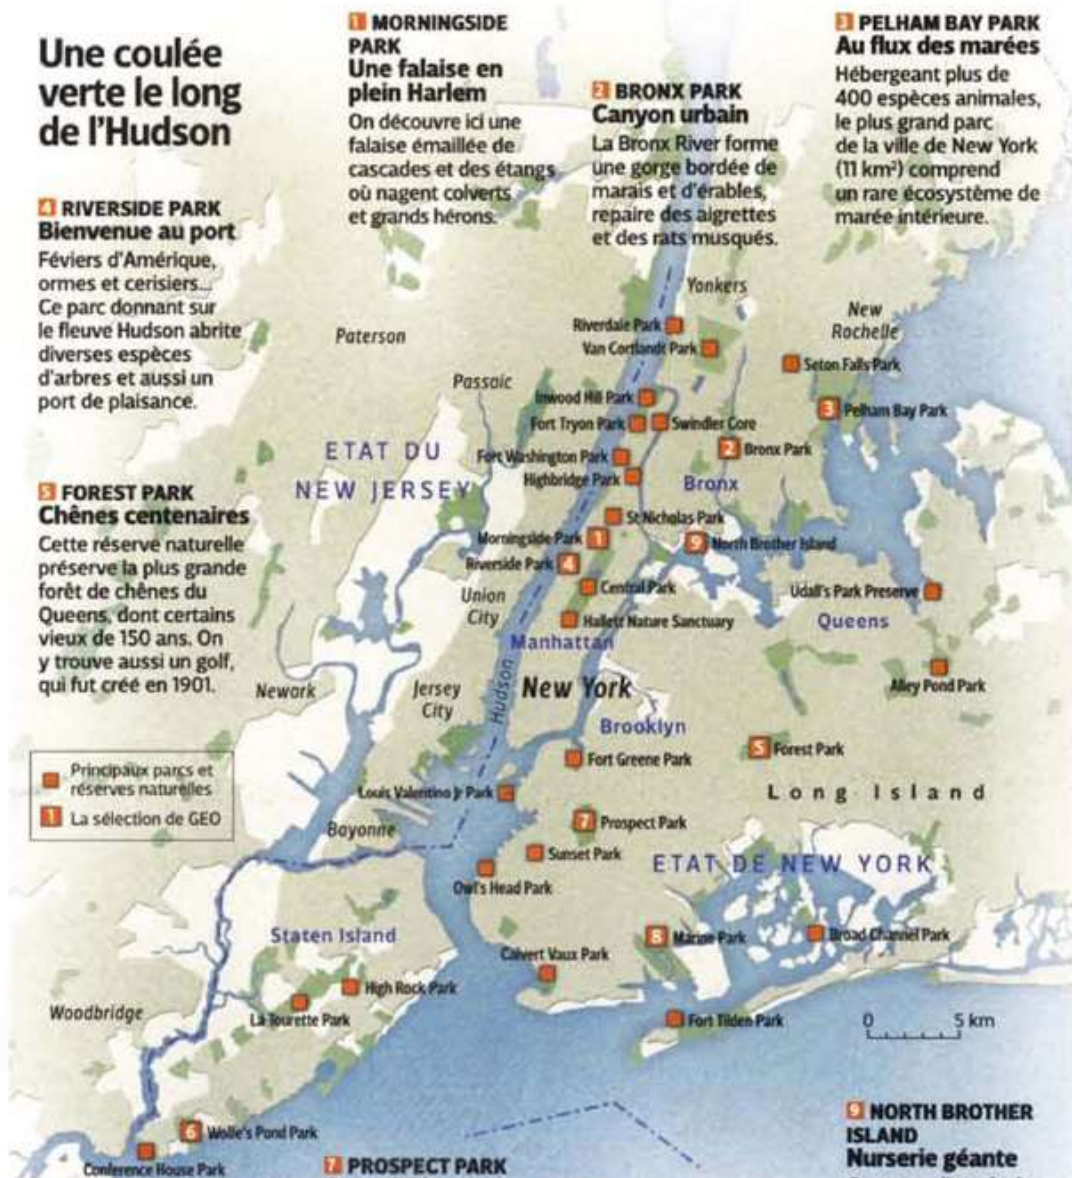 Une coulée
verte le long
de l'Hudson
1 MORNINGSIDE
PARK
Une falaise en
plein Harlem
On découvre ici une
falaise émaillée de
cascades et des étangs
où nagent colverts
et grands hérons.
2 BRONX PARK
Canyon urbain
La Bronx River forme
une gorge bordée de
marais et d'érables,
repaire des aigrettes
et des rats musqués.
3 PELHAM BAY PARK
Au flux des marées
Hébergeant plus de
400 espèces animales,
le plus grand parc
de la ville de New York
(11 km²) comprend
un rare écosystème de
marée intérieure.
4 RIVERSIDE PARK
Bienvenue au port
Féviers d'Amérique,
ormes et cerisiers...
Ce parc donnant sur
le fleuve Hudson abrite
diverses espèces
d'arbres et aussi un
port de plaisance.
5 FOREST PARK
Chênes centenaires
Cette réserve naturelle
préserve la plus grande
forêt de chênes du
Queens, dont certains
vieux de 150 ans. On
y trouve aussi un golf,
qui fut créé en 1901.
Principaux parcs et
réserves naturelles
1 La sélection de GEO
Yonkers
New
Rochelle
Paterson
Riverdale Park
Van Cortlandt Park
Seton Falls Park
Passaic
Inwood Hill Park
3 Pelham Bay Park
Fort Tryon Park
Swindler Core
ETAT DU
NEW JERSEY
Fort Washington Park
2 Bronx Park
Highbridge Park
Bronx
St Nicholas Park
Morningside Park 1
9 North Brother Island
Riverside Park 4
Central Park
Udall's Park Preserve
Union
City
Hallett Nature Sanctuary
Queens
Manhattan
Hudson
New York
Newark
Jersey
City
Alley Pond Park
Brooklyn
5 Forest Park
Fort Greene Park
Louis Valentino Jr Park
Long Island
Bayonne
7 Prospect Park
Sunset Park
ETAT DE NEW YORK
Owl's Head Park
Staten Island
8 Marine Park
Broad Channel Park
Calvert Vaux Park
High Rock Park
La Tourette Park
Woodbridge
Fort Tilden Park
0 5 km
6 Wolfe's Pond Park
Conference House Park
7 PROSPECT PARK
9 NORTH BROTHER
ISLAND
Nurserie géante